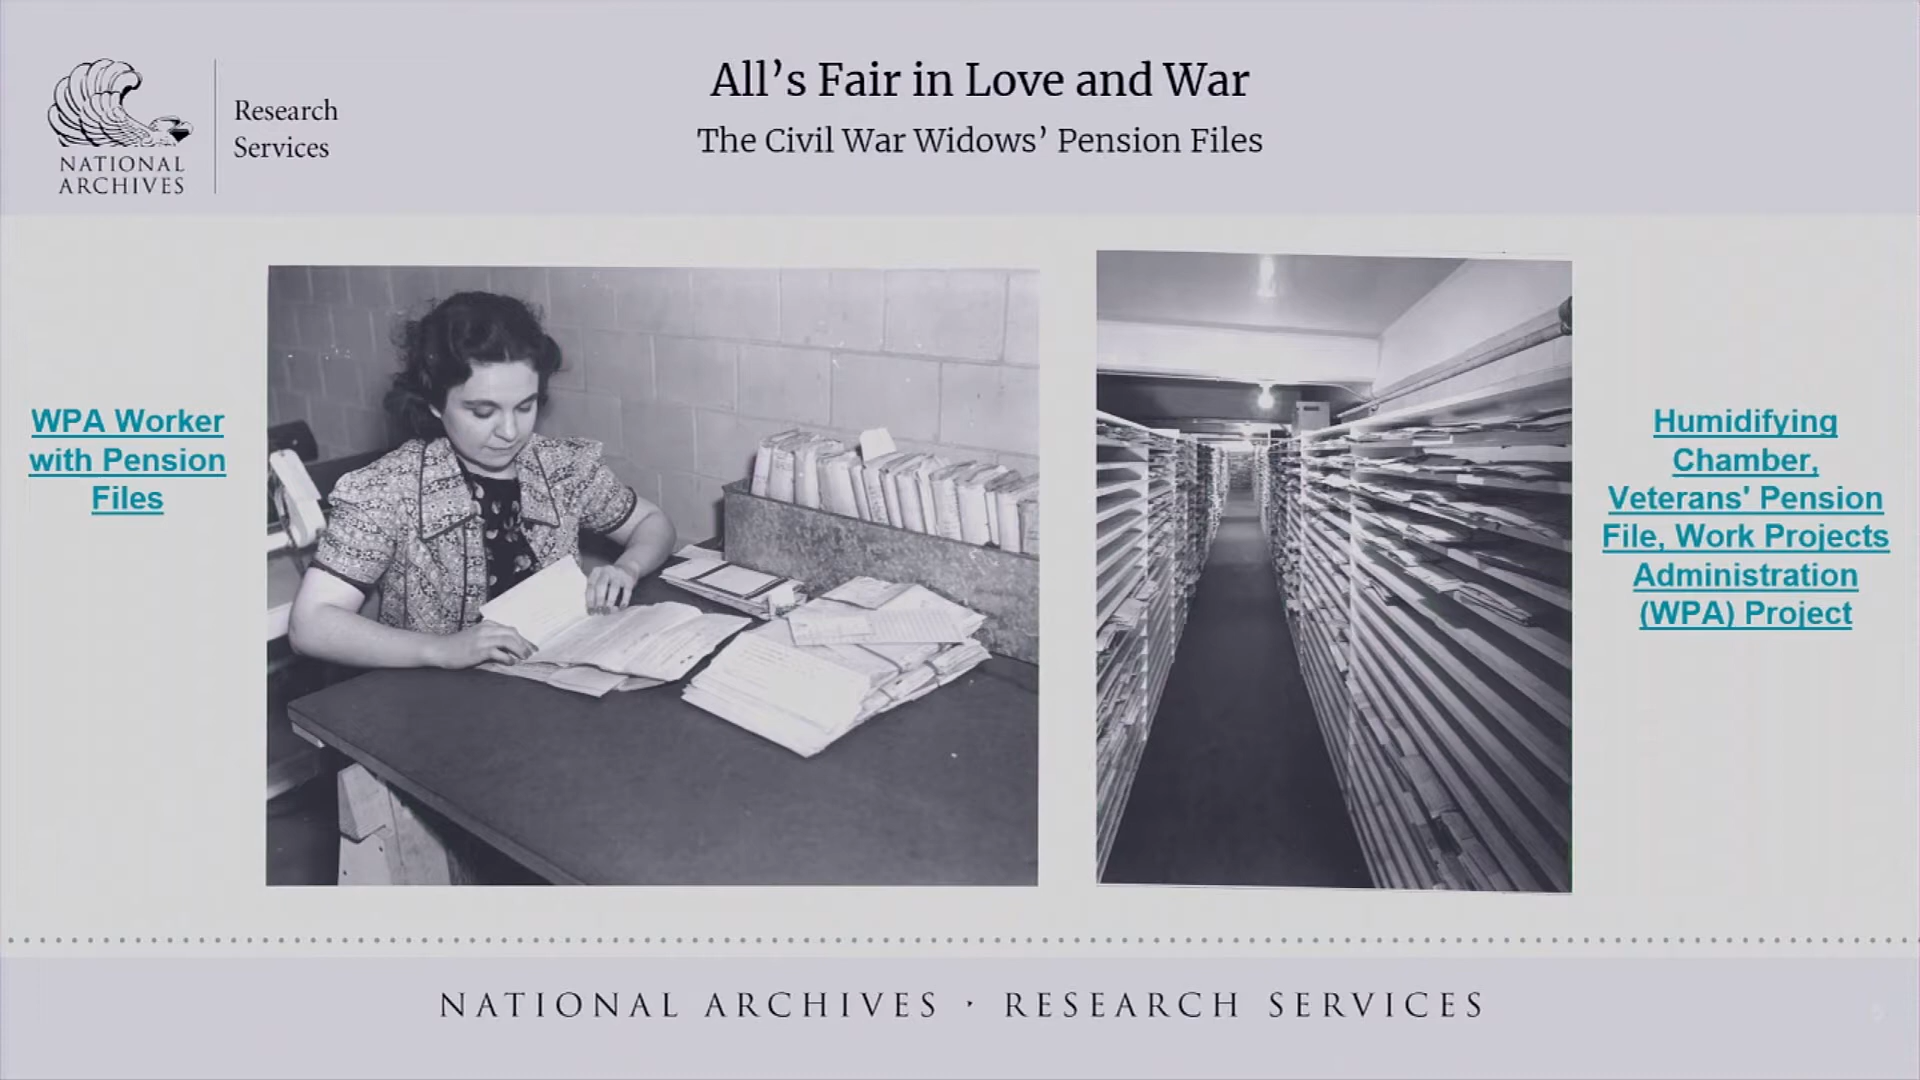 All's Fair in Love and War
The Civil War Widows' Pension Files
Research
Services
NATIONAL
ARCHIVES
WPA Worker
with Pension
Files
Humidifying
Chamber,
Veterans' Pension
File, Work Projects
Administration
(WPA) Project
NATIONAL ARCHIVES · RESEARCH SERVICES